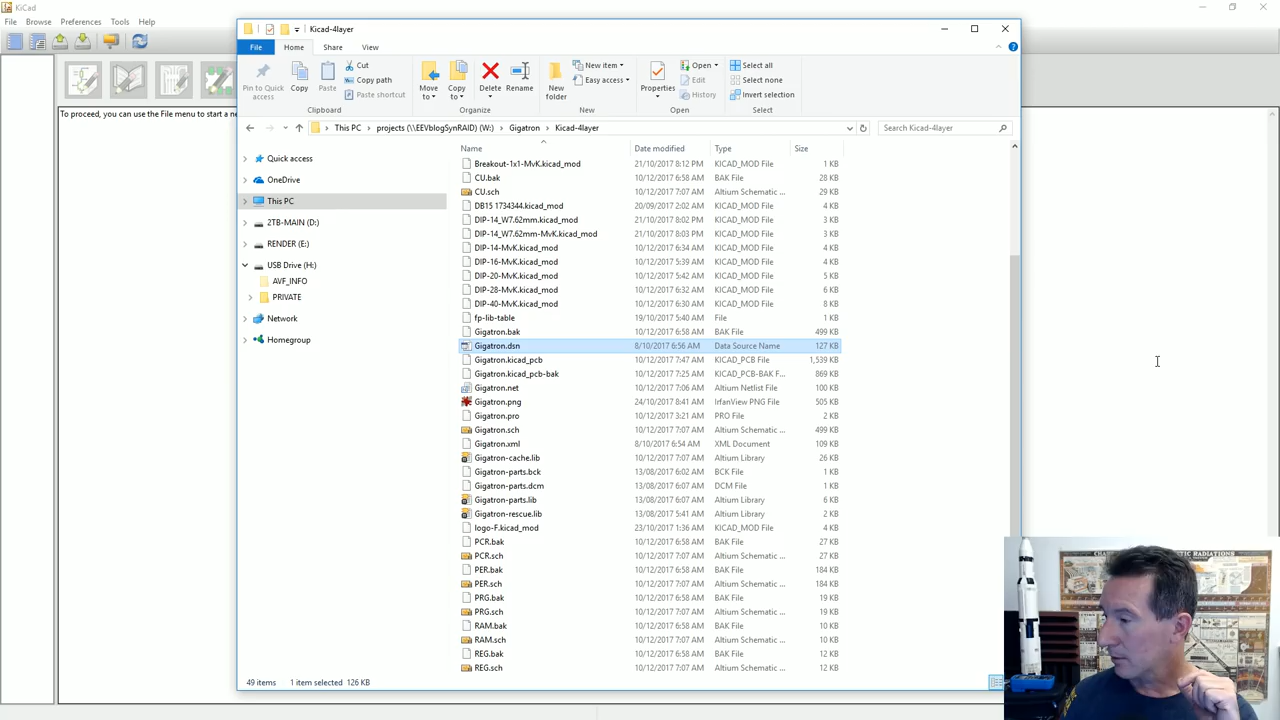 KiCad
File Browse Preferences Tools Help
To proceed, you can use the File menu to start a ne
Kicad-4layer
File Home Share View
Pin to Quick access
Copy
Paste
Cut
Copy path
Paste shortcut
Clipboard
Move to
Copy to
Delete
Rename
Organize
New folder
New item
Easy access
New
Properties
Open
Edit
History
Open
Select all
Select none
Invert selection
Select
This PC projects (\\EEVblogSynRAID) (W:) Gigatron Kicad-4layer
Search Kicad-4layer
Quick access
OneDrive
This PC
2TB-MAIN (D:)
RENDER (E:)
USB Drive (H:)
AVF_INFO
PRIVATE
Network
Homegroup
Name Date modified Type Size
Breakout-1x1-MvK.kicad_mod 21/10/2017 8:12 PM KICAD_MOD File 1 KB
CU.bak 10/12/2017 6:58 AM BAK File 28 KB
CU.sch 10/12/2017 7:07 AM Altium Schematic ... 29 KB
DB15 1734344.kicad_mod 20/09/2017 2:02 AM KICAD_MOD File 4 KB
DIP-14_W7.62mm.kicad_mod 21/10/2017 8:02 PM KICAD_MOD File 3 KB
DIP-14_W7.62mm-MvK.kicad_mod 21/10/2017 8:03 PM KICAD_MOD File 3 KB
DIP-14-MvK.kicad_mod 10/12/2017 6:34 AM KICAD_MOD File 4 KB
DIP-16-MvK.kicad_mod 10/12/2017 5:39 AM KICAD_MOD File 4 KB
DIP-20-MvK.kicad_mod 10/12/2017 5:42 AM KICAD_MOD File 5 KB
DIP-28-MvK.kicad_mod 10/12/2017 6:32 AM KICAD_MOD File 6 KB
DIP-40-MvK.kicad_mod 10/12/2017 6:30 AM KICAD_MOD File 8 KB
fp-lib-table 19/10/2017 5:40 AM File 1 KB
Gigatron.bak 10/12/2017 6:58 AM BAK File 499 KB
Gigatron.dsn 8/10/2017 6:56 AM Data Source Name 127 KB
Gigatron.kicad_pcb 10/12/2017 7:47 AM KICAD_PCB File 1,539 KB
Gigatron.kicad_pcb-bak 10/12/2017 7:25 AM KICAD_PCB-BAK F... 869 KB
Gigatron.net 10/12/2017 7:06 AM Altium Netlist File 100 KB
Gigatron.png 24/10/2017 8:41 AM IrfanView PNG File 505 KB
Gigatron.pro 10/12/2017 3:21 AM PRO File 2 KB
Gigatron.sch 10/12/2017 7:07 AM Altium Schematic ... 499 KB
Gigatron.xml 8/10/2017 6:54 AM XML Document 109 KB
Gigatron-cache.lib 10/12/2017 7:07 AM Altium Library 26 KB
Gigatron-parts.bck 13/08/2017 6:02 AM BCK File 1 KB
Gigatron-parts.dcm 13/08/2017 6:07 AM DCM File 1 KB
Gigatron-parts.lib 13/08/2017 6:07 AM Altium Library 6 KB
Gigatron-rescue.lib 13/08/2017 5:41 AM Altium Library 2 KB
logo-F.kicad_mod 23/10/2017 1:36 AM KICAD_MOD File 4 KB
PCR.bak 10/12/2017 6:58 AM BAK File 27 KB
PCR.sch 10/12/2017 7:07 AM Altium Schematic ... 27 KB
PER.bak 10/12/2017 6:58 AM BAK File 184 KB
PER.sch 10/12/2017 7:07 AM Altium Schematic ... 184 KB
PRG.bak 10/12/2017 6:58 AM BAK File 19 KB
PRG.sch 10/12/2017 7:07 AM Altium Schematic ... 19 KB
RAM.bak 10/12/2017 6:58 AM BAK File 10 KB
RAM.sch 10/12/2017 7:07 AM Altium Schematic ... 10 KB
REG.bak 10/12/2017 6:58 AM BAK File 12 KB
REG.sch 10/12/2017 7:07 AM Altium Schematic ... 12 KB
49 items 1 item selected 126 KB